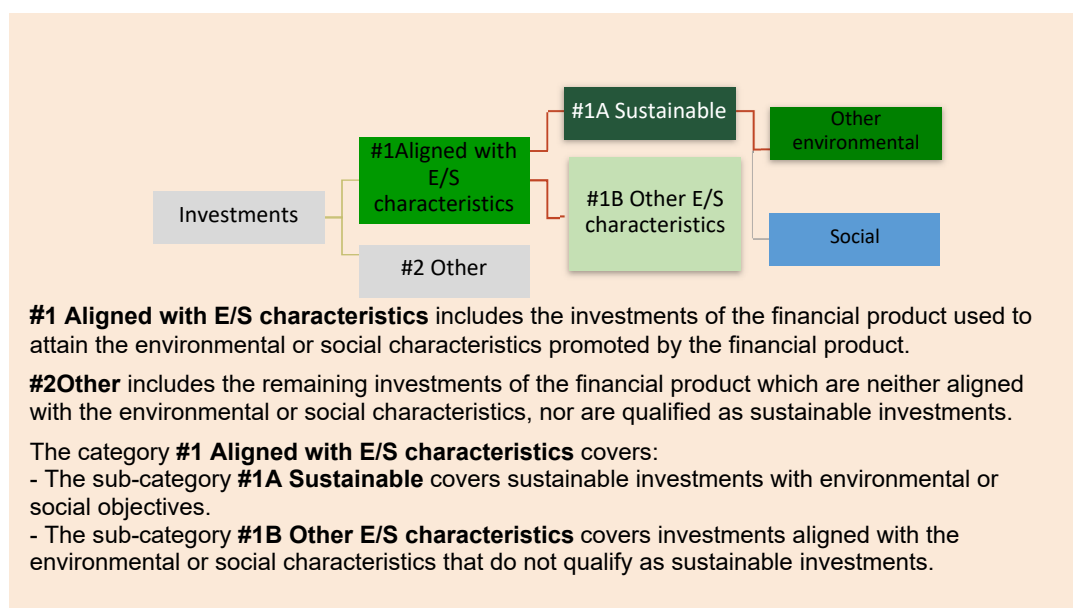 #1A Sustainable
Other
environmental
#1Aligned with
E/S
characteristics
#1B Other E/S
characteristics
Investments
Social
#2 Other
#1 Aligned with E/S characteristics includes the investments of the financial product used to
attain the environmental or social characteristics promoted by the financial product.
#2Other includes the remaining investments of the financial product which are neither aligned
with the environmental or social characteristics, nor are qualified as sustainable investments.
The category #1 Aligned with E/S characteristics covers:
- The sub-category #1A Sustainable covers sustainable investments with environmental or
social objectives.
- The sub-category #1B Other E/S characteristics covers investments aligned with the
environmental or social characteristics that do not qualify as sustainable investments.